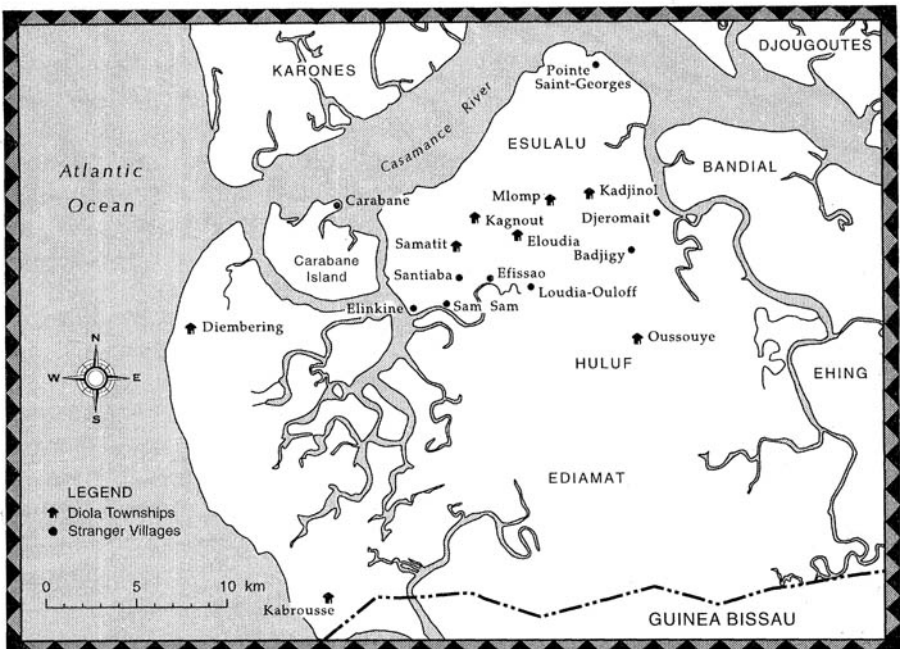 DJOUGOUTES
KARONES
Pointe
Saint-Georges
Casamance River
ESULALU
Atlantic
Ocean
BANDIAL
Carabane
Mlomp
Kadjinol
Kagnout
Djeromait
Samatit
Eloudia
Badjigy
Carabane
Island
Santiaba
Efissao
Loudia-Ouloff
Elinkine
Sam Sam
Diembering
Oussouye
HULUF
EHING
N
W
E
S
EDIAMAT
LEGEND
Diola Townships
Stranger Villages
0 5 10 km
Kabrousse
GUINEA BISSAU